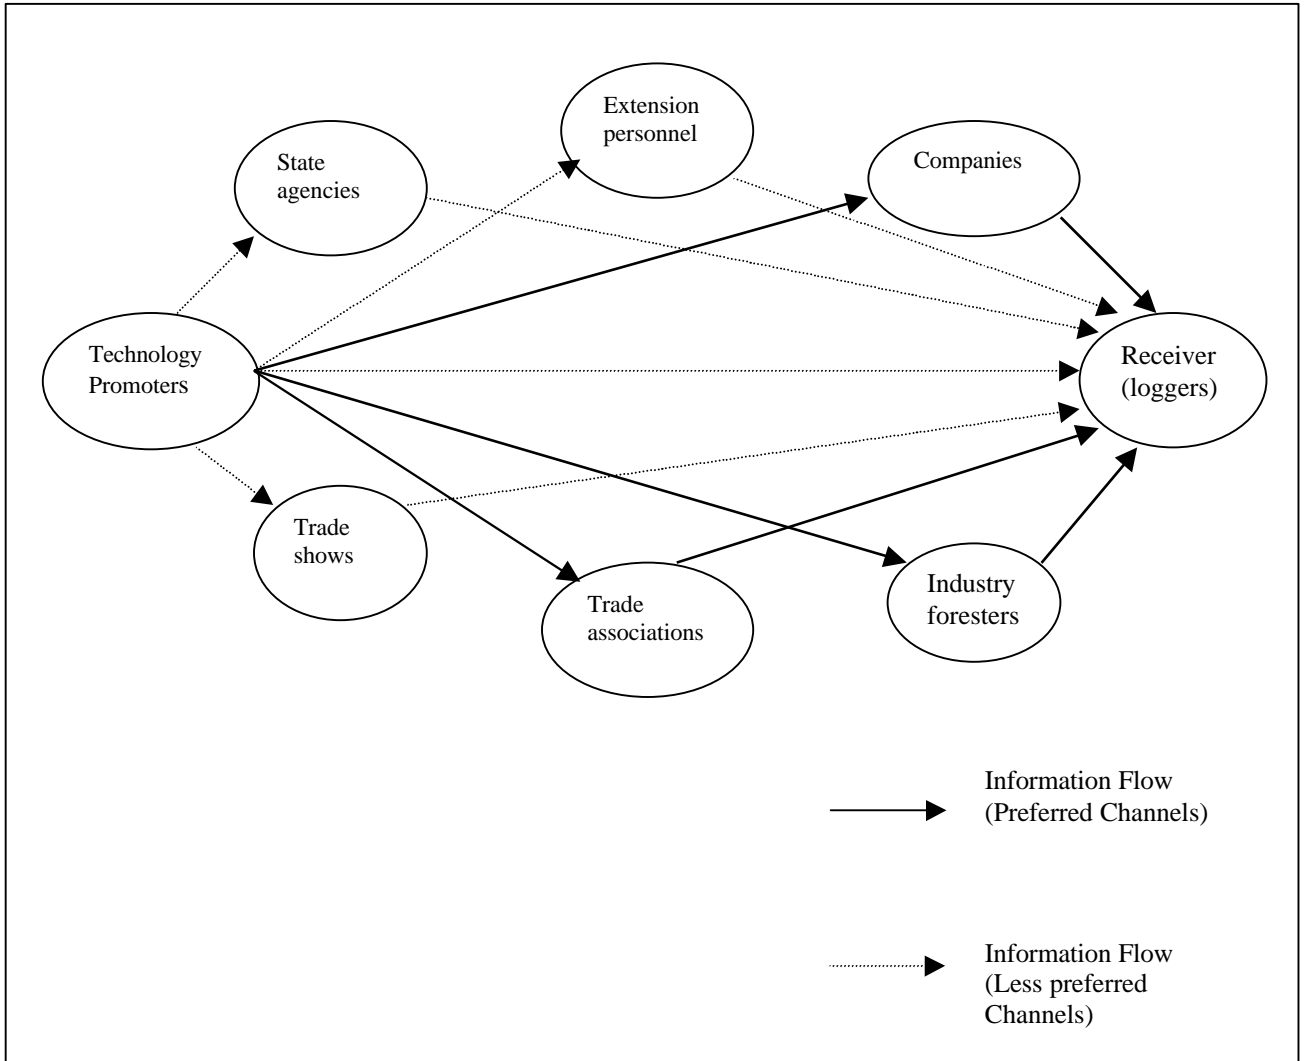 Extension
personnel
State
agencies
Companies
Technology
Promoters
Receiver
(loggers)
Trade
shows
Trade
associations
Industry
foresters
Information Flow
(Preferred Channels)
Information Flow
(Less preferred
Channels)